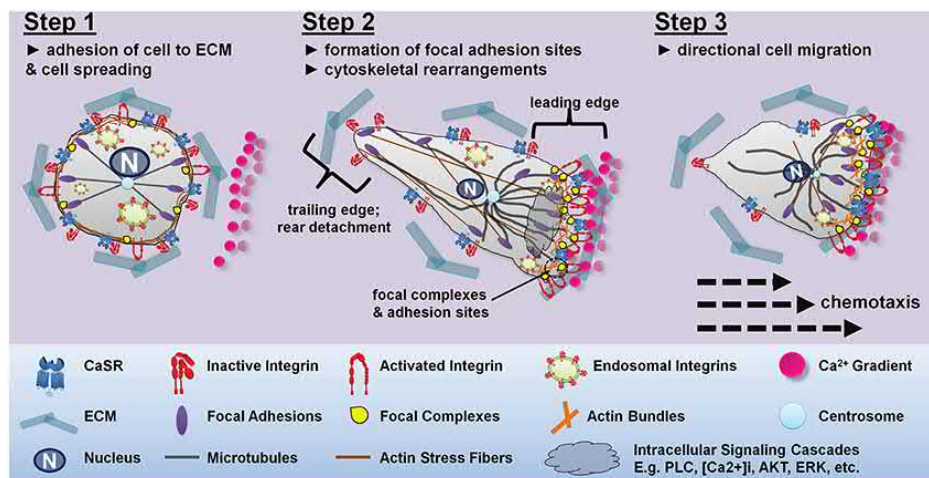 Step 1
► adhesion of cell to ECM
& cell spreading
N
Step 2
► formation of focal adhesion sites
► cytoskeletal rearrangements
leading edge
N
trailing edge;
rear detachment
focal complexes
& adhesion sites
Step 3
► directional cell migration
N
chemotaxis
CaSR
Inactive Integrin
Activated Integrin
Endosomal Integrins
Ca²⁺ Gradient
ECM
Focal Adhesions
Focal Complexes
Actin Bundles
Centrosome
N
Nucleus
Microtubules
Actin Stress Fibers
Intracellular Signaling Cascades
E.g. PLC, [Ca2+]i, AKT, ERK, etc.